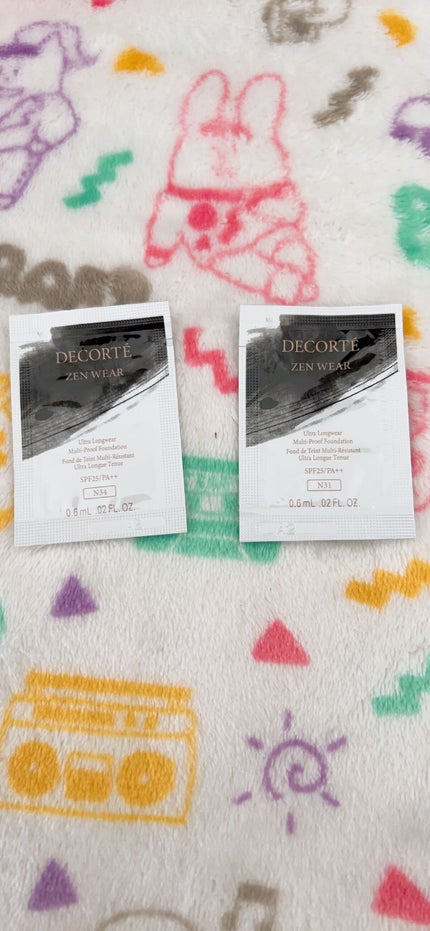 DECORTÉ
ZEN WEAR
Ultra Longwear
Multi-Proof Foundation
Fond de Teint Multi-Résistant
Ultra Longue Tenue
SPF25/PA++
N34
0.6 mL .02 FL. OZ.
DECORTÉ
ZEN WEAR
Ultra Longwear
Multi-Proof Foundation
Fond de Teint Multi-Résistant
Ultra Longue Tenue
SPF25/PA++
N31
0.6 mL .02 FL. OZ.